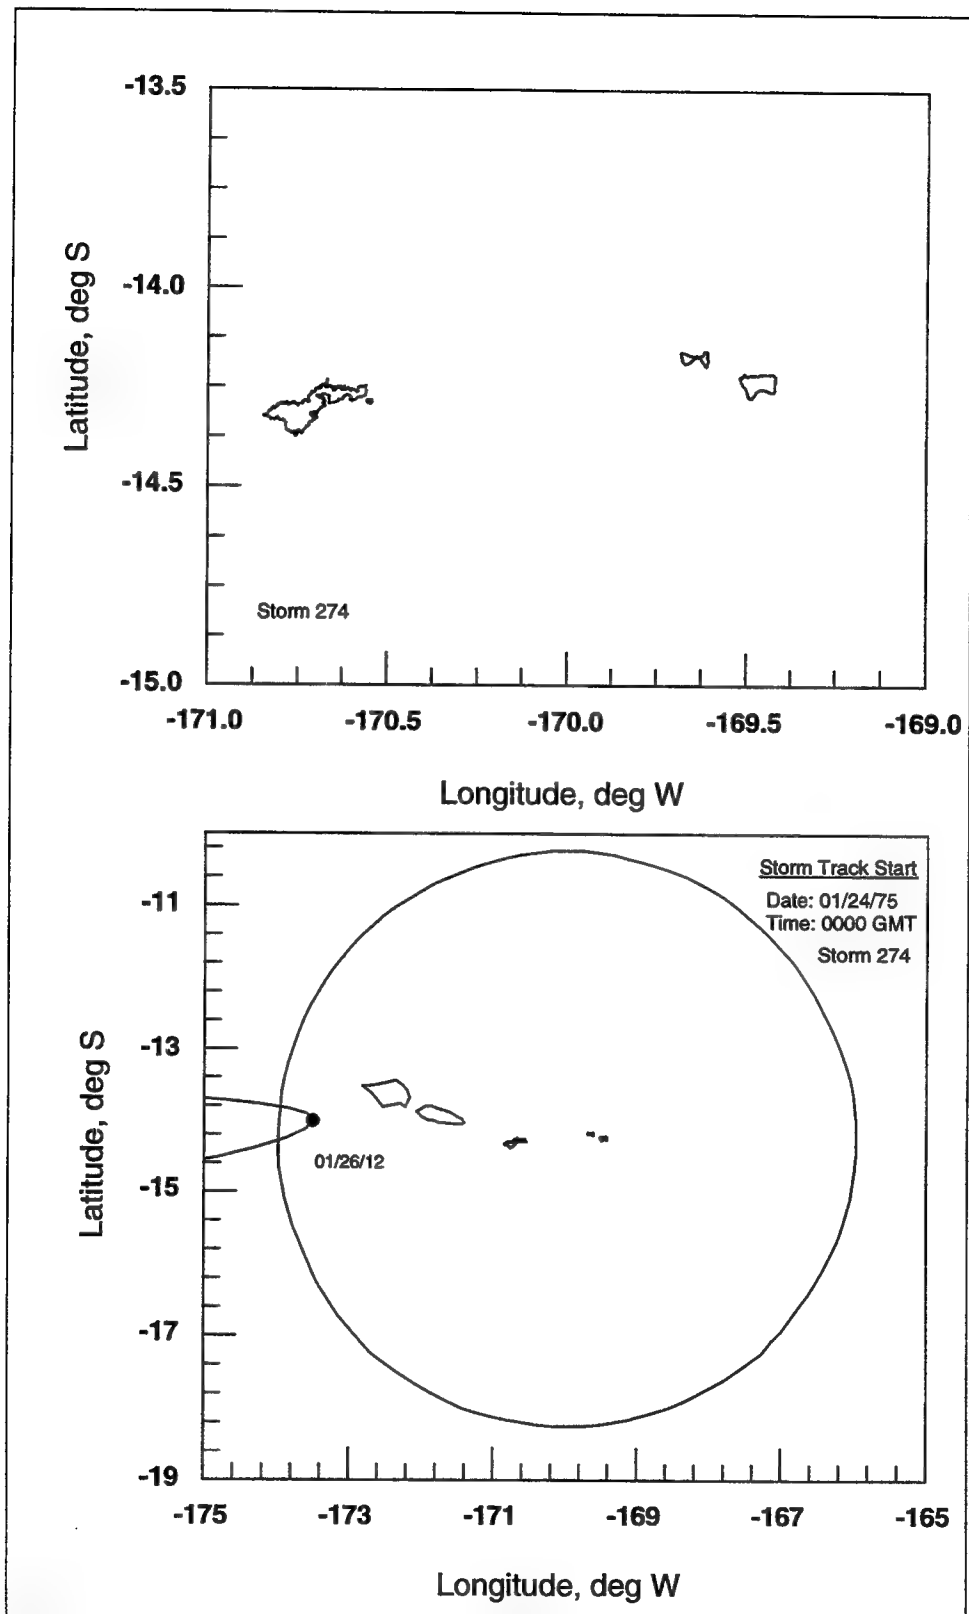 -13.5
-14.0
-14.5
-15.0
Latitude, deg S
Storm 274
-171.0 -170.5 -170.0 -169.5 -169.0
Longitude, deg W
Storm Track Start
Date: 01/24/75
Time: 0000 GMT
Storm 274
-11
-13
-15
-17
-19
Latitude, deg S
01/26/12
-175 -173 -171 -169 -167 -165
Longitude, deg W